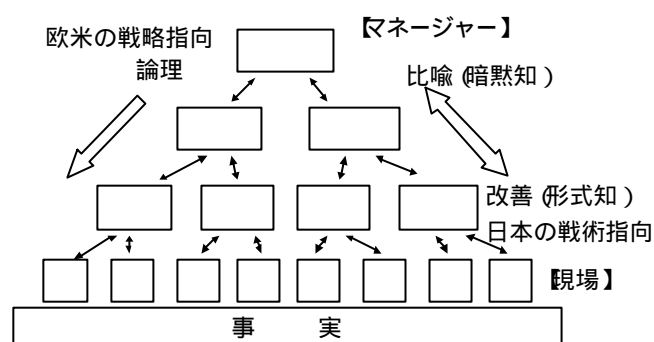 欧米の戦略指向
論理
【マネージャー】
比喩(暗黙知)
改善(形式知)
日本の戦術指向
【現場】
事 実